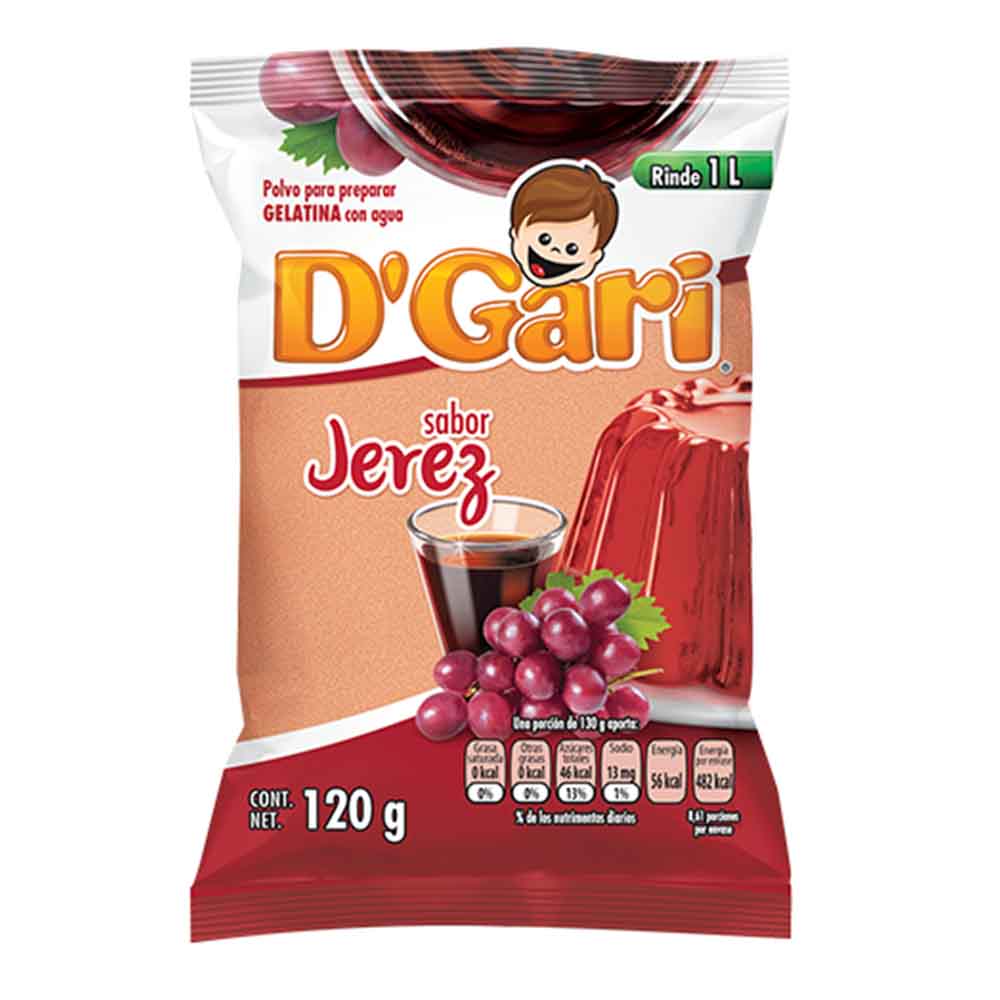 Polvo para preparar
GELATINA con agua
Rinde 1 L
D'Gari®
sabor
Jerez
Una porción de 130 g aporta:
Grasa saturada 0 kcal 0%
Otras grasas 0 kcal 0%
Azúcares totales 46 kcal 13%
Sodio 13 mg 1%
Energía 56 kcal
Energía por envase 482 kcal
% de los nutrimentos diarios
8,61 porciones
por envase
CONT.
NET. 120 g